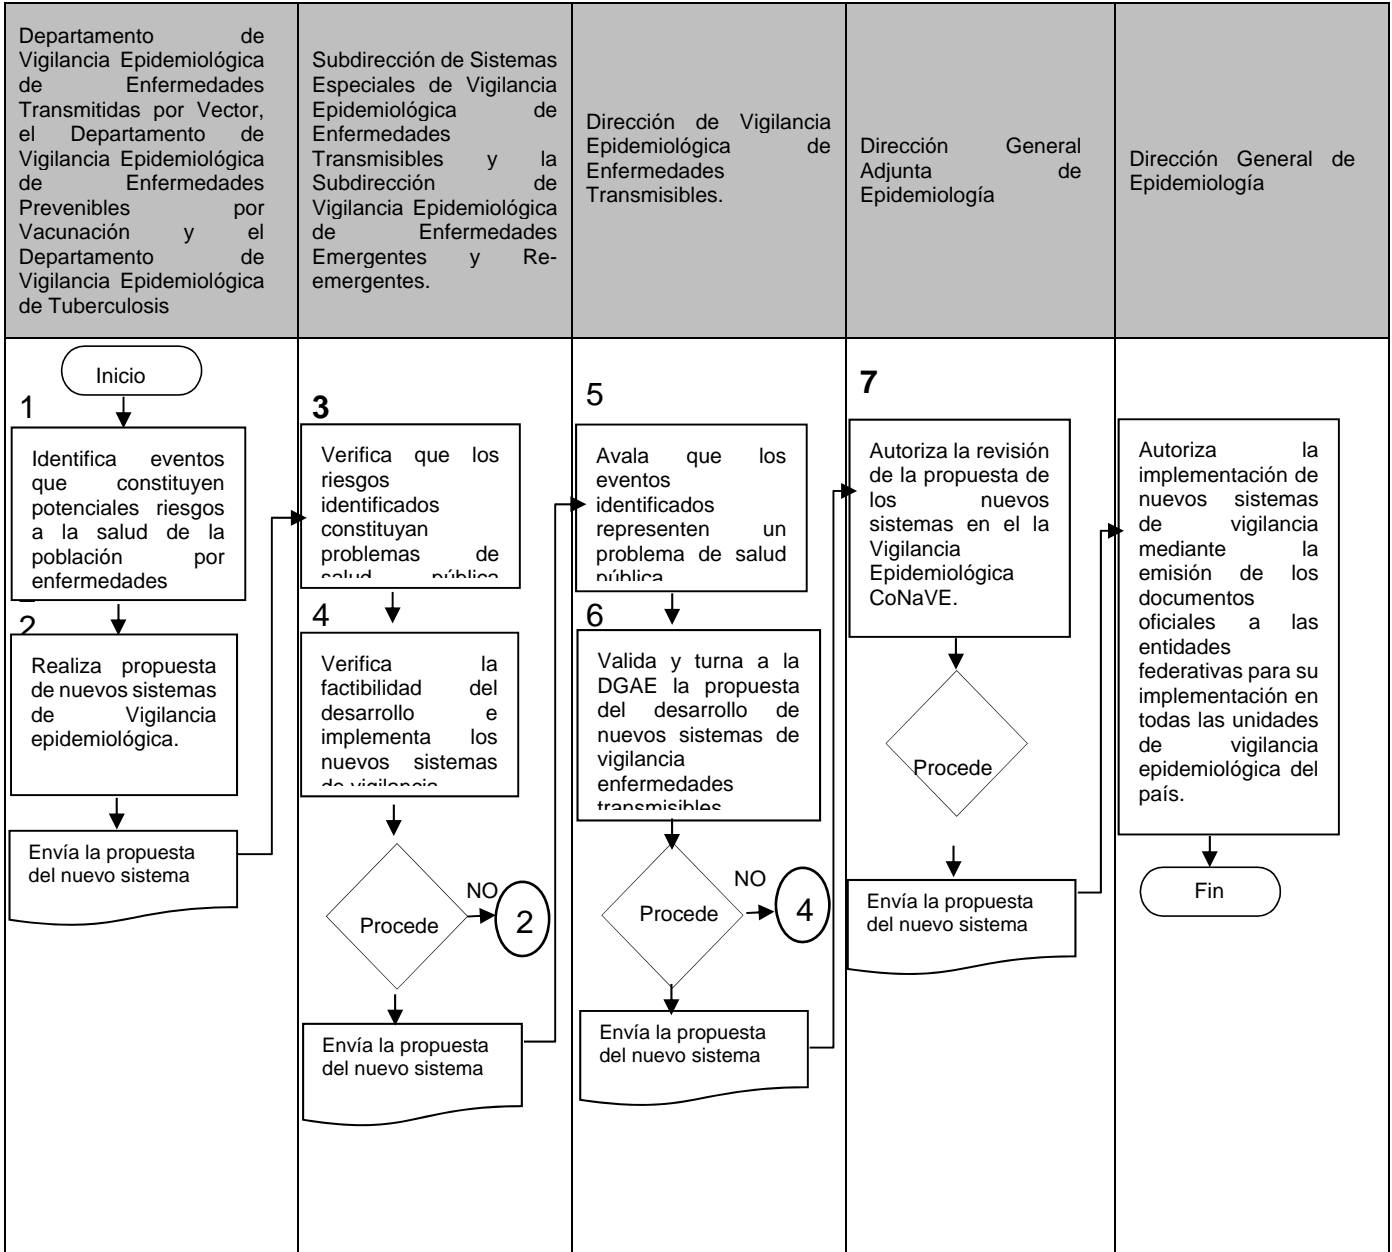 Departamento de
Vigilancia Epidemiológica
de Enfermedades
Transmitidas por Vector,
el Departamento de
Vigilancia Epidemiológica
de Enfermedades
Prevenibles por
Vacunación y el
Departamento de
Vigilancia Epidemiológica
de Tuberculosis
Subdirección de Sistemas
Especiales de Vigilancia
Epidemiológica de
Enfermedades
Transmisibles y la
Subdirección de
Vigilancia Epidemiológica
de Enfermedades
Emergentes y Re-
emergentes.
Dirección de Vigilancia
Epidemiológica de
Enfermedades
Transmisibles.
Dirección General
Adjunta de
Epidemiología
Dirección General de
Epidemiología
Inicio
1
Identifica eventos
que constituyen
potenciales riesgos
a la salud de la
población por
enfermedades
2
Realiza propuesta
de nuevos sistemas
de Vigilancia
epidemiológica.
Envía la propuesta
del nuevo sistema
3
Verifica que los
riesgos
identificados
constituyan
problemas de
salud pública
4
Verifica la
factibilidad del
desarrollo e
implementa los
nuevos sistemas
de vigilancia
Procede
NO
2
Envía la propuesta
del nuevo sistema
5
Avala que los
eventos
identificados
representen un
problema de salud
pública
6
Valida y turna a la
DGAE la propuesta
del desarrollo de
nuevos sistemas de
vigilancia
enfermedades
transmisibles
Procede
NO
4
Envía la propuesta
del nuevo sistema
7
Autoriza la revisión
de la propuesta de
los nuevos
sistemas en el la
Vigilancia
Epidemiológica
CoNaVE.
Procede
Envía la propuesta
del nuevo sistema
Autoriza la
implementación de
nuevos sistemas
de vigilancia
mediante la
emisión de los
documentos
oficiales a las
entidades
federativas para su
implementación en
todas las unidades
de vigilancia
epidemiológica del
país.
Fin